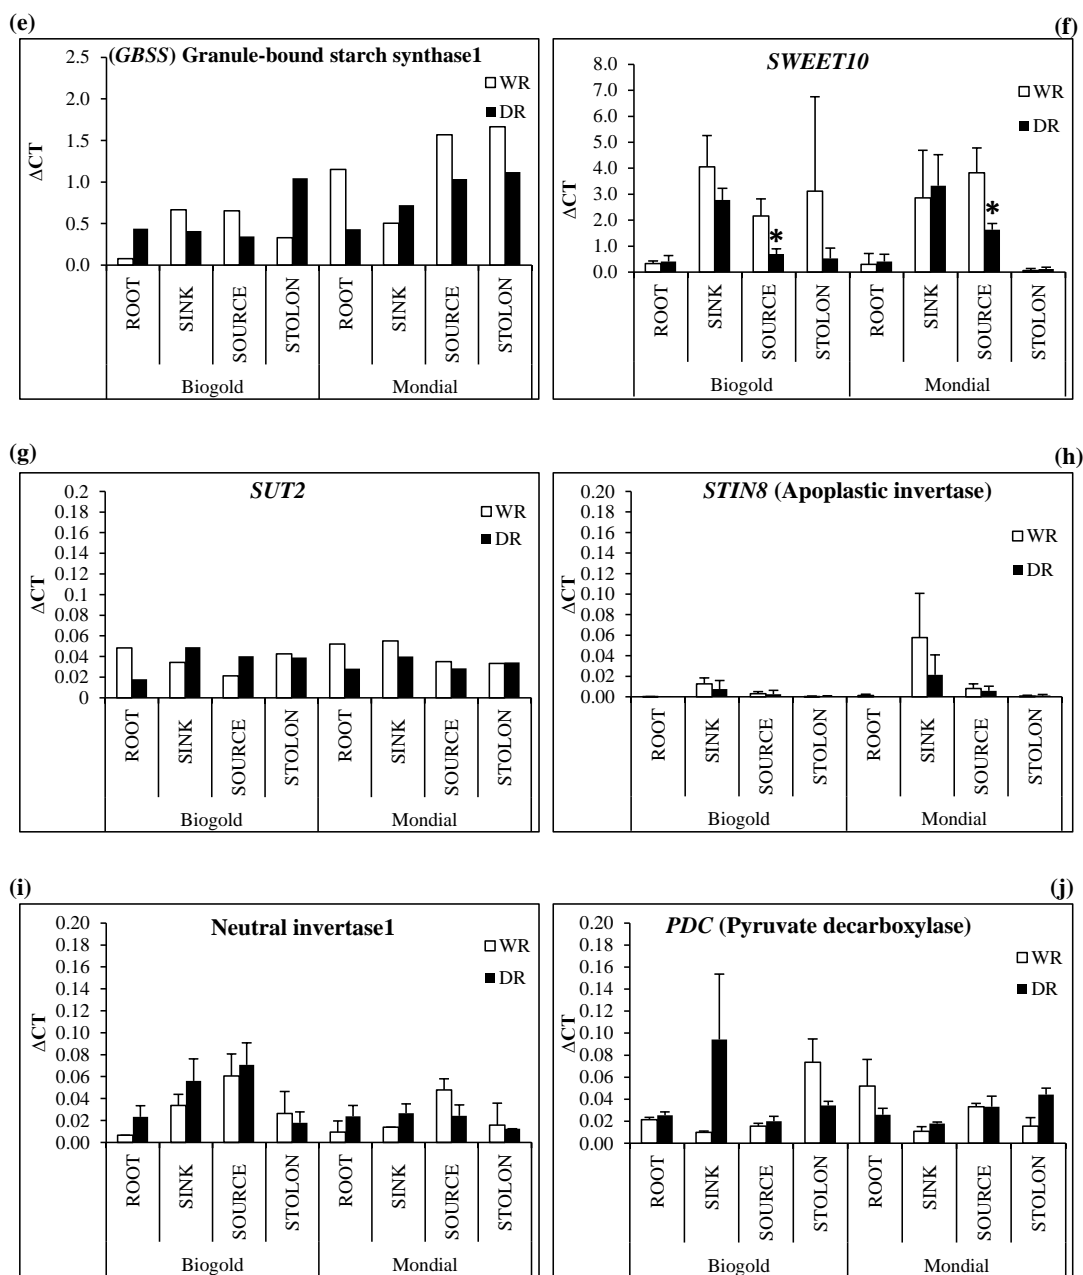 (e)
(GBSS) Granule-bound starch synthase1
WR
DR
ΔCT
2.5
2.0
1.5
1.0
0.5
0.0
ROOT
SINK
SOURCE
STOLON
ROOT
SINK
SOURCE
STOLON
Biogold
Mondial
(f)
SWEET10
WR
DR
ΔCT
8.0
7.0
6.0
5.0
4.0
3.0
2.0
1.0
0.0
*
*
ROOT
SINK
SOURCE
STOLON
ROOT
SINK
SOURCE
STOLON
Biogold
Mondial
(g)
SUT2
WR
DR
ΔCT
0.2
0.18
0.16
0.14
0.12
0.1
0.08
0.06
0.04
0.02
0
ROOT
SINK
SOURCE
STOLON
ROOT
SINK
SOURCE
STOLON
Biogold
Mondial
(h)
STIN8 (Apoplastic invertase)
WR
DR
ΔCT
0.20
0.18
0.16
0.14
0.12
0.10
0.08
0.06
0.04
0.02
0.00
ROOT
SINK
SOURCE
STOLON
ROOT
SINK
SOURCE
STOLON
Biogold
Mondial
(i)
Neutral invertase1
WR
DR
ΔCT
0.20
0.18
0.16
0.14
0.12
0.10
0.08
0.06
0.04
0.02
0.00
ROOT
SINK
SOURCE
STOLON
ROOT
SINK
SOURCE
STOLON
Biogold
Mondial
(j)
PDC (Pyruvate decarboxylase)
WR
DR
ΔCT
0.20
0.18
0.16
0.14
0.12
0.10
0.08
0.06
0.04
0.02
0.00
ROOT
SINK
SOURCE
STOLON
ROOT
SINK
SOURCE
STOLON
Biogold
Mondial